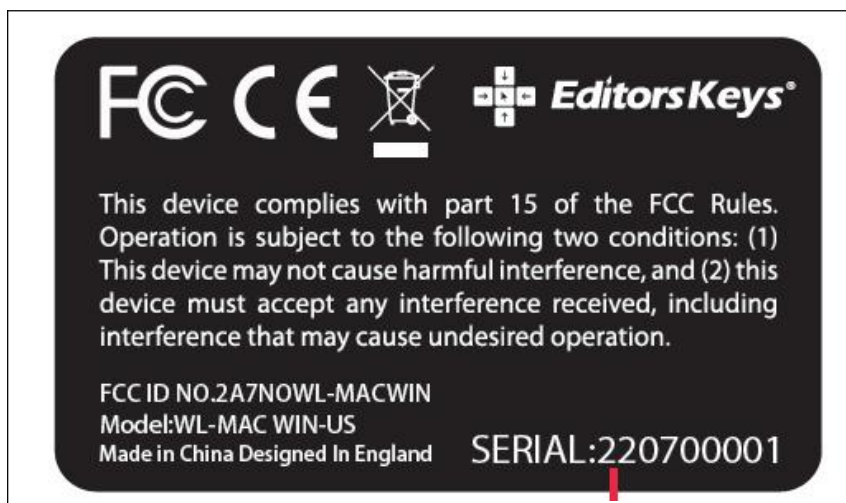 FC CE EditorsKeys®
This device complies with part 15 of the FCC Rules.
Operation is subject to the following two conditions: (1)
This device may not cause harmful interference, and (2) this
device must accept any interference received, including
interference that may cause undesired operation.
FCC ID NO.2A7NOWL-MACWIN
Model:WL-MAC WIN-US
Made in China Designed In England
SERIAL:220700001